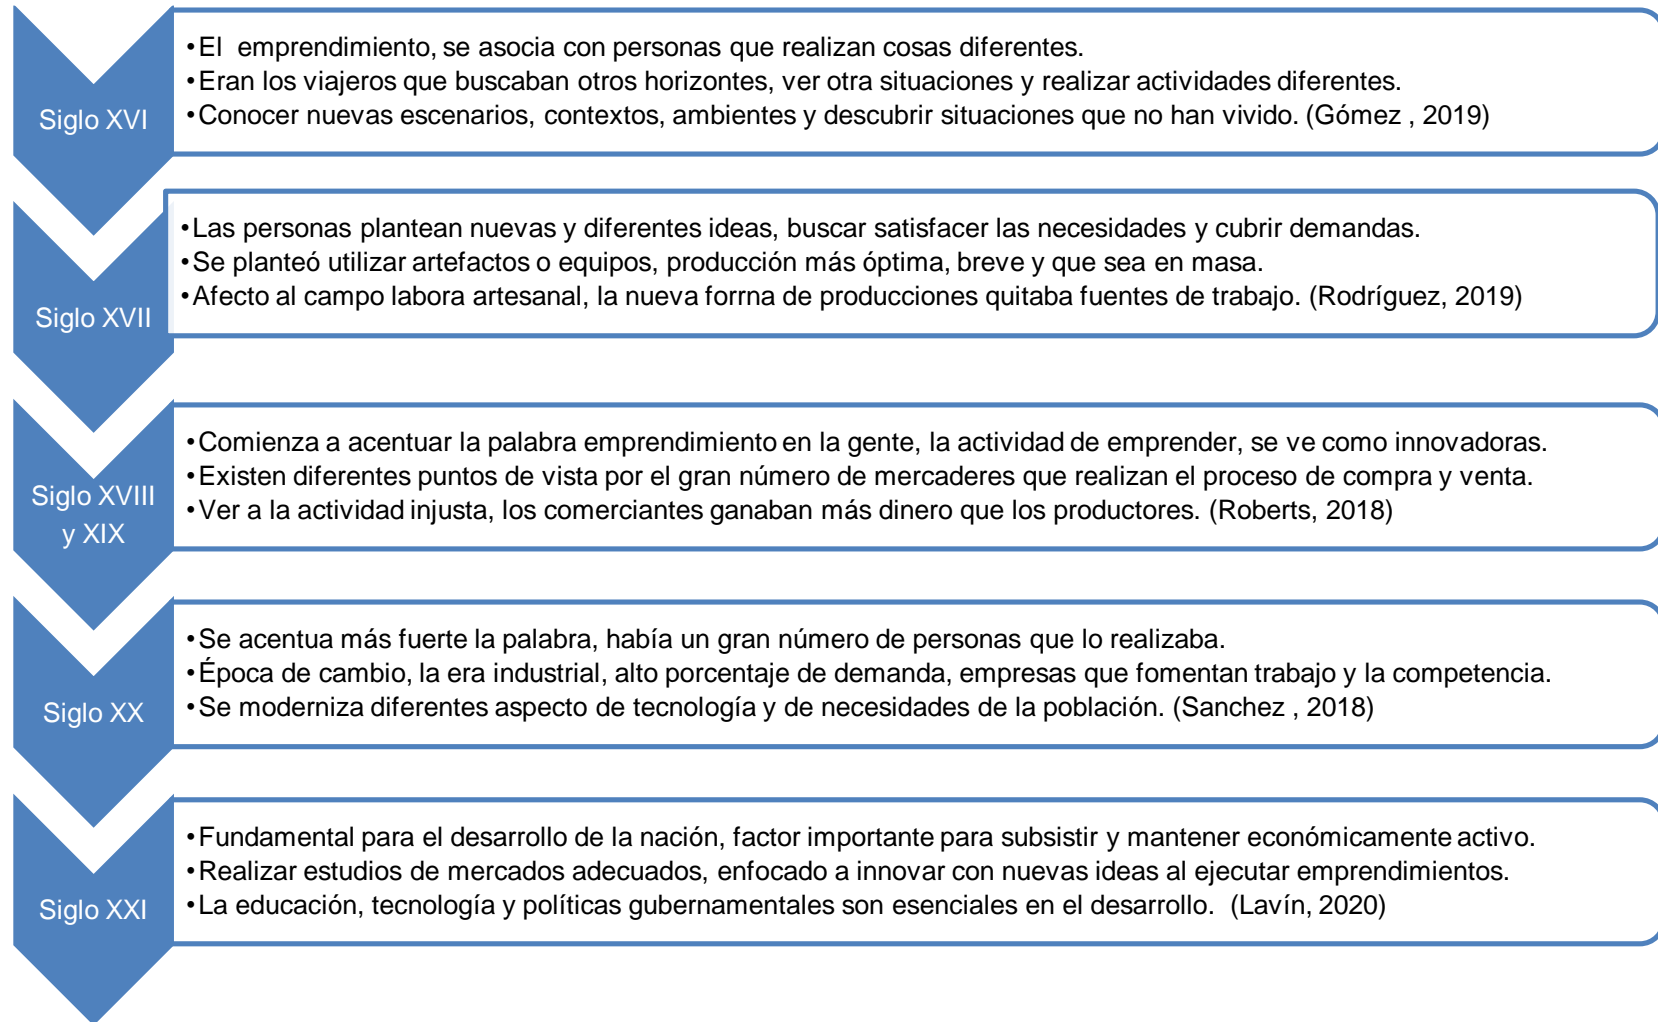 Siglo XVI
•El  emprendimiento, se asocia con personas que realizan cosas diferentes.
•Eran los viajeros que buscaban otros horizontes, ver otra situaciones y realizar actividades diferentes.
•Conocer nuevas escenarios, contextos, ambientes y descubrir situaciones que no han vivido. (Gómez , 2019)
Siglo XVII
•Las personas plantean nuevas y diferentes ideas, buscar satisfacer las necesidades y cubrir demandas.
•Se planteó utilizar artefactos o equipos, producción más óptima, breve y que sea en masa.
•Afecto al campo labora artesanal, la nueva forrna de producciones quitaba fuentes de trabajo. (Rodríguez, 2019)
Siglo XVIII
y XIX
•Comienza a acentuar la palabra emprendimiento en la gente, la actividad de emprender, se ve como innovadoras.
•Existen diferentes puntos de vista por el gran número de mercaderes que realizan el proceso de compra y venta.
•Ver a la actividad injusta, los comerciantes ganaban más dinero que los productores. (Roberts, 2018)
Siglo XX
•Se acentua más fuerte la palabra, había un gran número de personas que lo realizaba.
•Época de cambio, la era industrial, alto porcentaje de demanda, empresas que fomentan trabajo y la competencia.
•Se moderniza diferentes aspecto de tecnología y de necesidades de la población. (Sanchez , 2018)
Siglo XXI
•Fundamental para el desarrollo de la nación, factor importante para subsistir y mantener económicamente activo.
•Realizar estudios de mercados adecuados, enfocado a innovar con nuevas ideas al ejecutar emprendimientos.
•La educación, tecnología y políticas gubernamentales son esenciales en el desarrollo.  (Lavín, 2020)